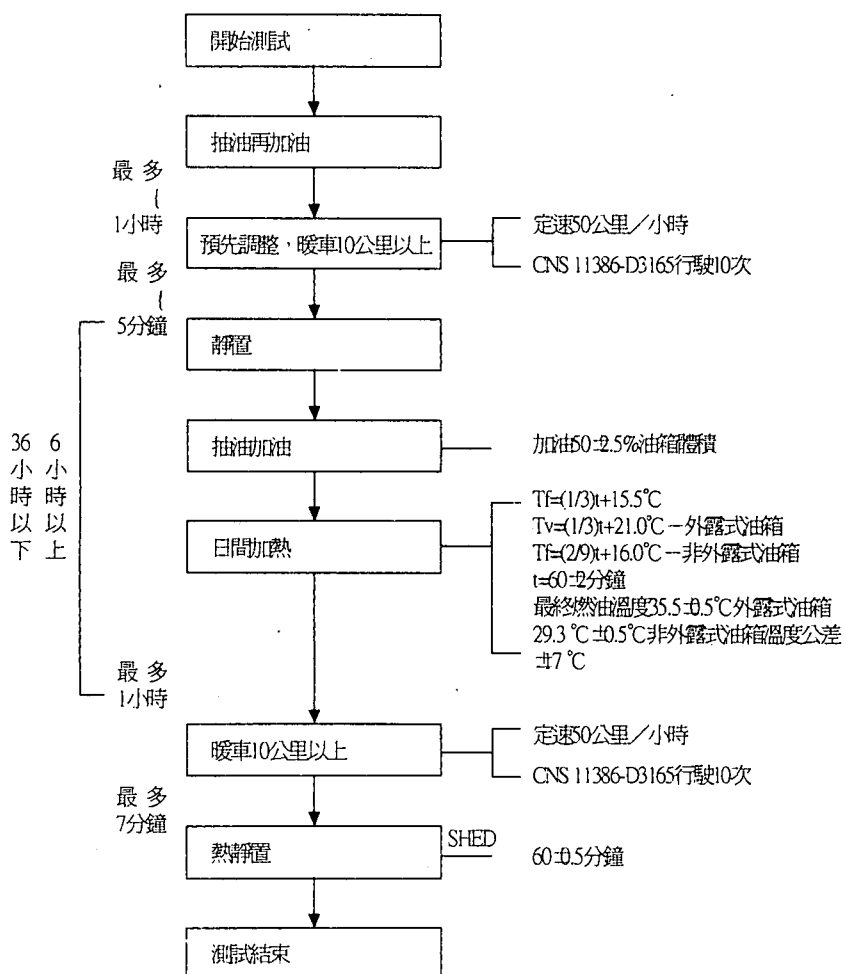 開始測試
抽油再加油
最多
1小時
預先調整，暖車10公里以上
定速50公里／小時
CNS 11386-D3165行駛10次
最多
5分鐘
靜置
36小時以下
6小時以上
抽油加油
加油50±2.5%油箱體積
日間加熱
Tf=(1/3)t+15.5°C
Tv=(1/3)t+21.0°C－外露式油箱
Tf=(2/9)t+16.0°C－非外露式油箱
t=60±2分鐘
最終燃油溫度35.5±0.5°C外露式油箱
29.3 °C±0.5°C非外露式油箱溫度公差
±1.7 °C
最多
1小時
暖車10公里以上
定速50公里／小時
CNS 11386-D3165行駛10次
最多
7分鐘
熱靜置
SHED
60±0.5分鐘
測試結束